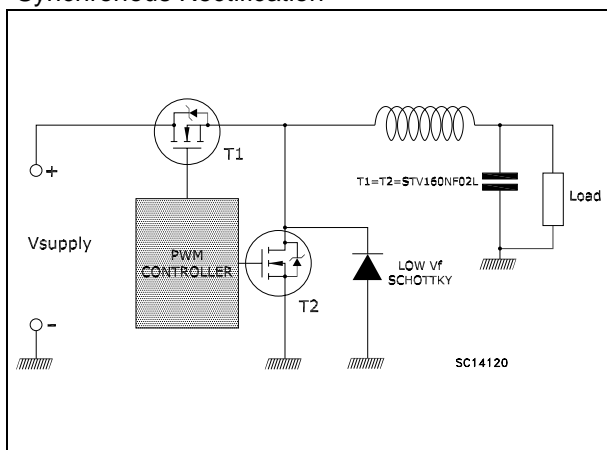 Synchronous Rectification
T1
T1=T2=STV160NF02L
Load
+
Vsupply
PWM
CONTROLLER
T2
LOW Vf
SCHOTTKY
-
SC14120